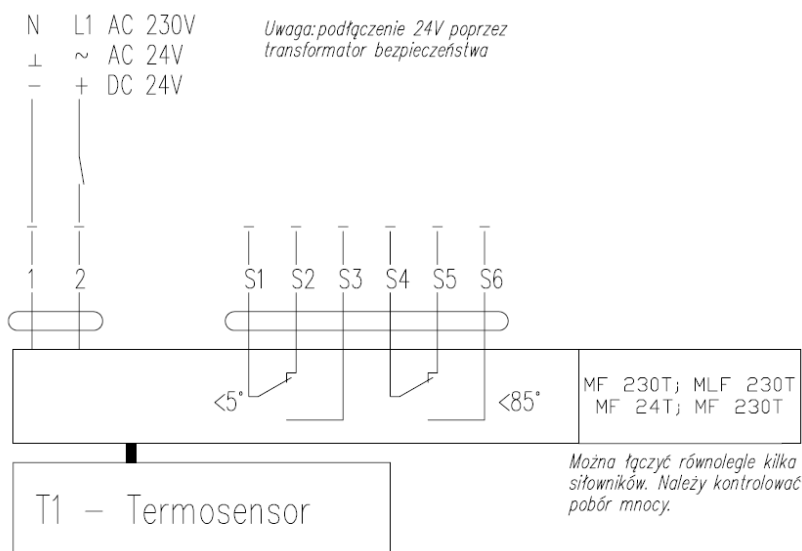 N L1 AC 230V
⊥ ~ AC 24V
− + DC 24V
Uwaga:podłączenie 24V poprzez
transformator bezpieczeństwa
1 2 S1 S2 S3 S4 S5 S6
<5° <85°
MF 230T; MLF 230T
MF 24T; MF 230T
Można łączyć równolegle kilka
siłowników. Należy kontrolować
pobór mnocy.
T1 − Termosensor